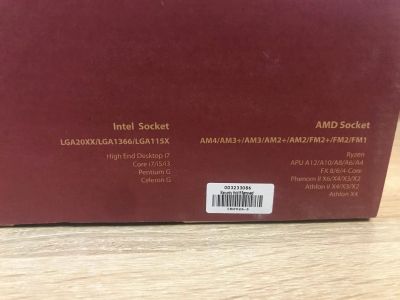 Intel Socket
LGA20XX/LGA1366/LGA115X
High End Desktop i7
Core i7/i5/i3
Pentium G
Celeron G
AMD Socket
AM4/AM3+/AM3/AM2+/AM2/FM2+/FM2/FM1
Ryzen
APU A12/A10/A8/A6/A4
FX 8/6/4-Core
Phenom II X6/X4/X3/X2
Athlon II X4/X3/X2
Athlon X4
003233086